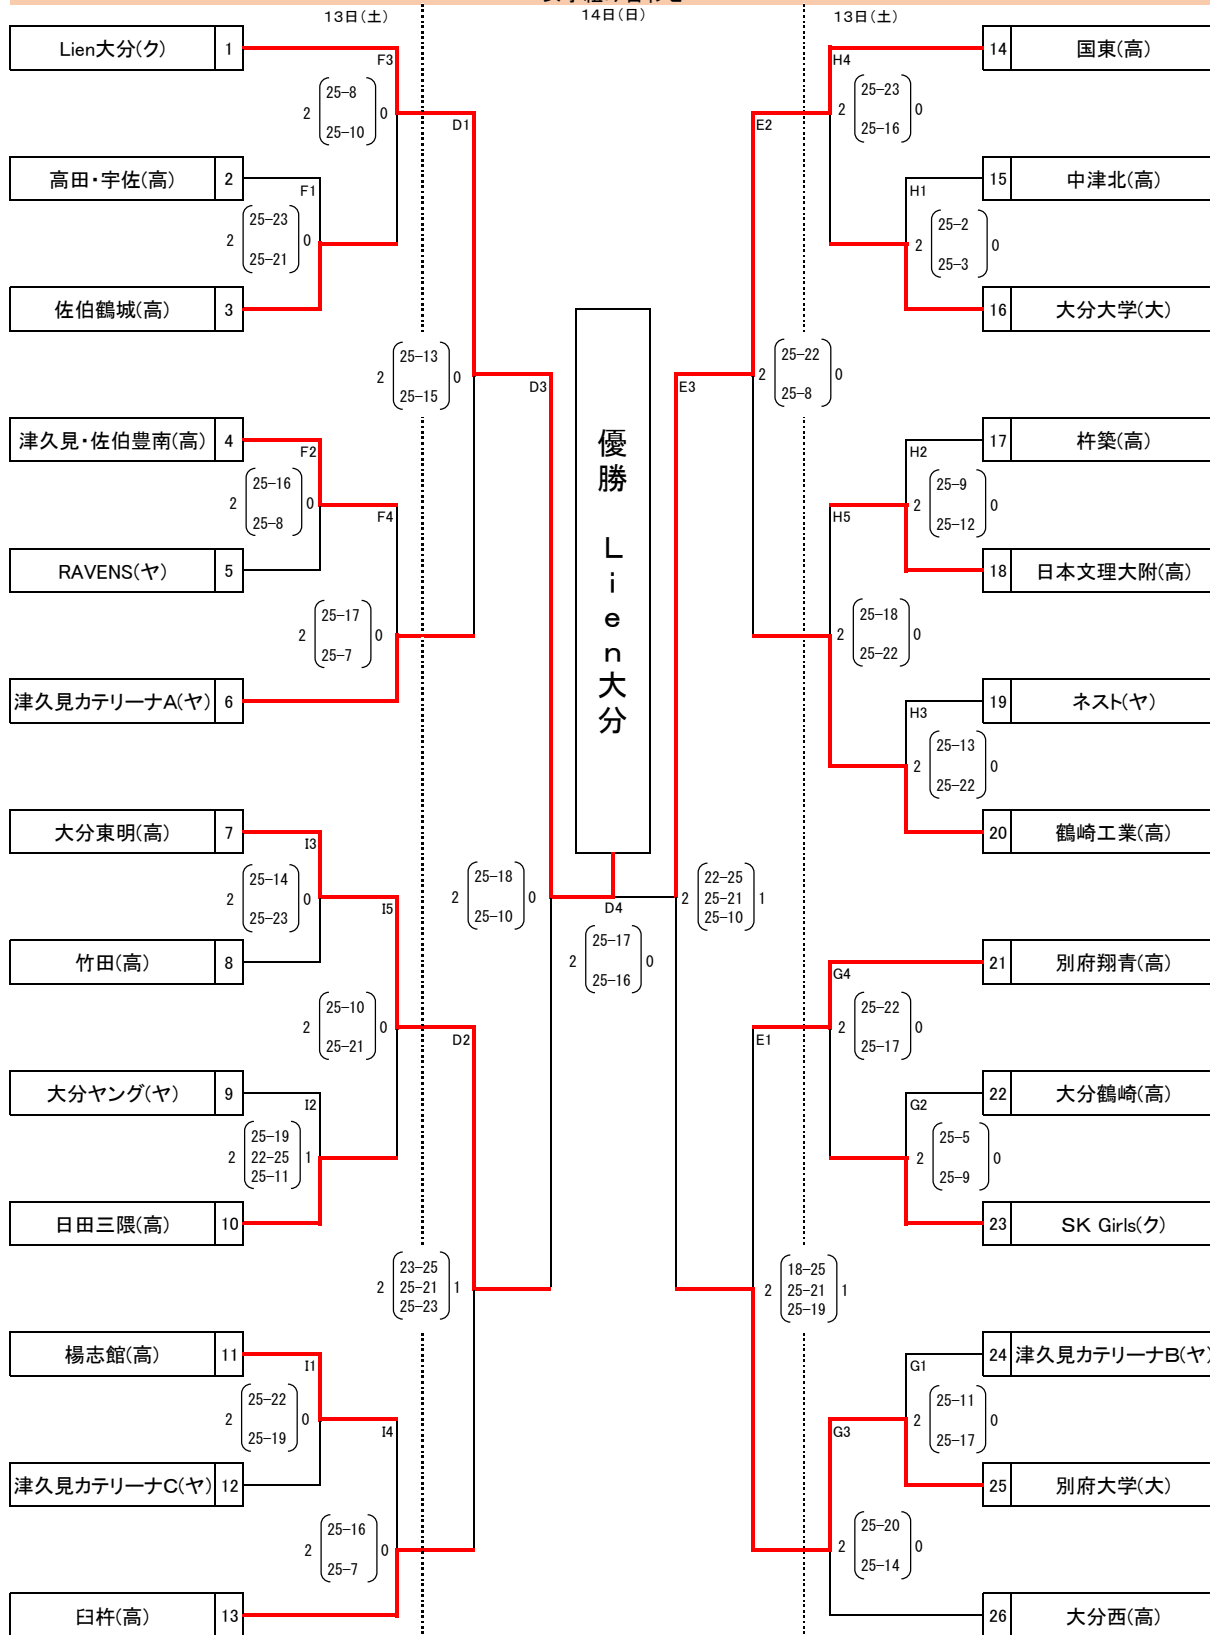 13日(土)
14日(日)
13日(土)
Lien大分(ク) 1
F3
25-8
2 0
25-10
D1
高田・宇佐(高) 2
F1
25-23
2 0
25-21
佐伯鶴城(高) 3
25-13
2 0
25-15
D3
津久見・佐伯豊南(高) 4
F2
25-16
2 0
25-8
F4
RAVENS(ヤ) 5
25-17
2 0
25-7
津久見カテリーナA(ヤ) 6
大分東明(高) 7
I3
25-14
2 0
25-23
I5
竹田(高) 8
25-10
2 0
25-21
D2
大分ヤング(ヤ) 9
I2
25-19
2 22-25 1
25-11
日田三隈(高) 10
23-25
2 25-21 1
25-23
楊志館(高) 11
I1
25-22
2 0
25-19
I4
津久見カテリーナC(ヤ) 12
25-16
2 0
25-7
臼杵(高) 13
25-18
2 0
25-10
優勝 Lien大分
D4
25-17
2 0
25-16
22-25
2 25-21 1
25-10
14 国東(高)
H4
25-23
2 0
25-16
E2
15 中津北(高)
H1
25-2
2 0
25-3
16 大分大学(大)
25-22
2 0
25-8
E3
17 杵築(高)
H2
25-9
2 0
25-12
H5
18 日本文理大附(高)
25-18
2 0
25-22
19 ネスト(ヤ)
H3
25-13
2 0
25-22
20 鶴崎工業(高)
21 別府翔青(高)
G4
25-22
2 0
25-17
E1
22 大分鶴崎(高)
G2
25-5
2 0
25-9
23 SK Girls(ク)
18-25
2 25-21 1
25-19
24 津久見カテリーナB(ヤ)
G1
25-11
2 0
25-17
G3
25 別府大学(大)
25-20
2 0
25-14
26 大分西(高)